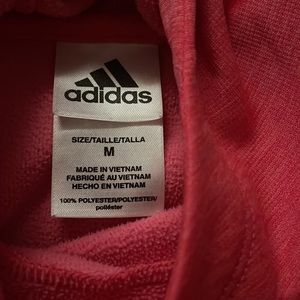 adidas
SIZE/TAILLE/TALLA
M
MADE IN VIETNAM
FABRIQUÉ AU VIETNAM
HECHO EN VIETNAM
100% POLYESTER/POLYESTER/
poliéster